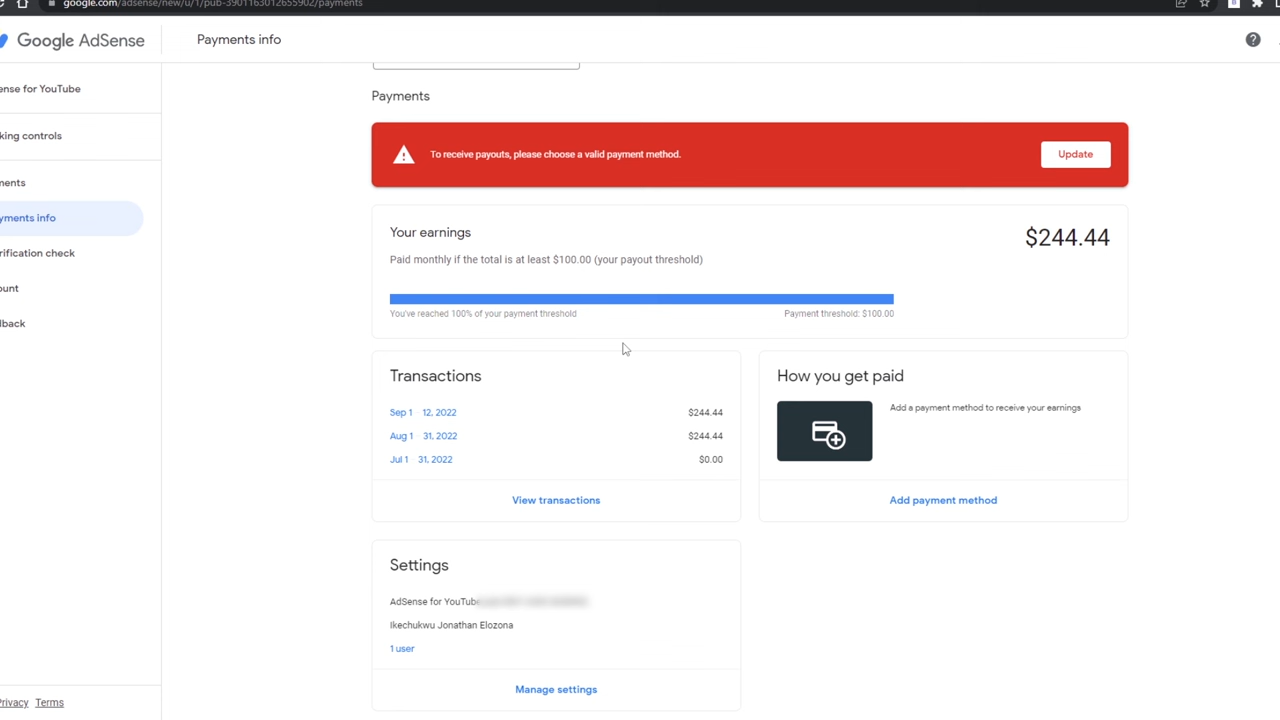 google.com/adsense/new/u/1/pub-3901163012655902/payments
Google AdSense
Payments info
ense for YouTube
king controls
ments
yments info
rification check
ount
lback
Privacy Terms
Payments
To receive payouts, please choose a valid payment method.
Update
Your earnings
$244.44
Paid monthly if the total is at least $100.00 (your payout threshold)
You've reached 100% of your payment threshold
Payment threshold: $100.00
Transactions
Sep 1 12, 2022 $244.44
Aug 1 31, 2022 $244.44
Jul 1 31, 2022 $0.00
View transactions
How you get paid
Add a payment method to receive your earnings
Add payment method
Settings
AdSense for YouTube
Ikechukwu Jonathan Elozona
1 user
Manage settings